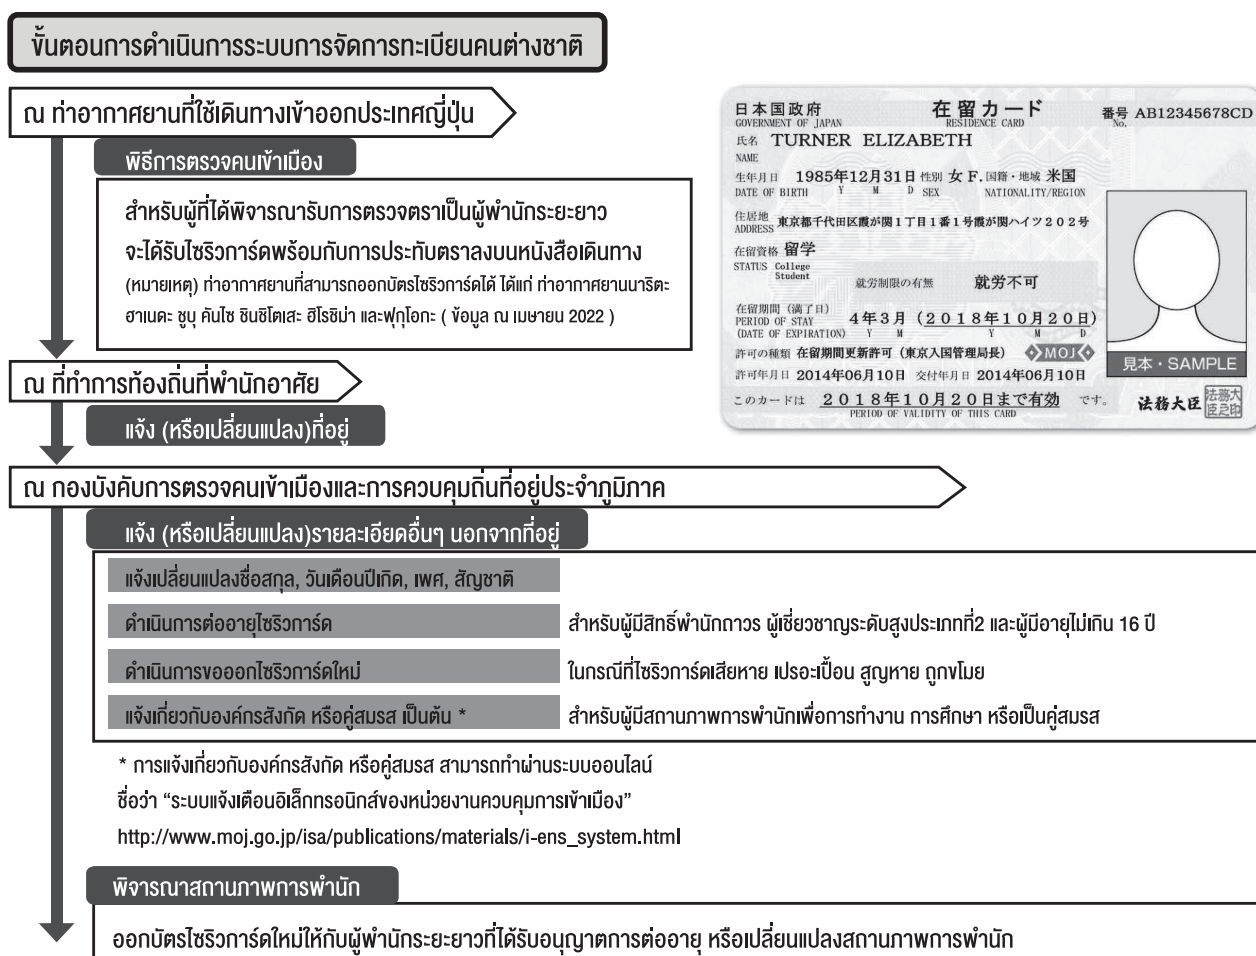 ขั้นตอนการดำเนินการระบบการจัดการทะเบียนคนต่างชาติ
ณ ท่าอากาศยานที่ใช้เดินทางเข้าออกประเทศญี่ปุ่น
พิธีการตรวจคนเข้าเมือง
สำหรับผู้ที่ได้พิจารณารับการตรวจตราเป็นผู้พำนักระยะยาว
จะได้รับไซริวการ์ดพร้อมกับการประทับตราลงบนหนังสือเดินทาง
(หมายเหตุ) ท่าอากาศยานที่สามารถออกบัตรไซริวการ์ดได้ ได้แก่ ท่าอากาศยานนาริตะ
ฮาเนดะ ชูบุ คันไซ ชินชิโตเสะ ฮิโรชิม่า และฟุกุโอกะ ( ข้อมูล ณ เมษายน 2022 )
日本国政府 在留カード 番号 AB12345678CD
GOVERNMENT OF JAPAN RESIDENCE CARD No.
氏名 TURNER ELIZABETH
NAME
生年月日 1985年12月31日 性別 女 F. 国籍・地域 米国
DATE OF BIRTH Y M D SEX NATIONALITY/REGION
住居地 東京都千代田区霞が関1丁目1番1号霞が関ハイツ202号
ADDRESS
在留資格 留学
STATUS College
Student
就労制限の有無 就労不可
在留期間 (満了日)
PERIOD OF STAY 4年3月 (2018年10月20日)
(DATE OF EXPIRATION) Y M Y M D
許可の種類 在留期間更新許可 (東京入国管理局長) MOJ
見本・SAMPLE
許可年月日 2014年06月10日 交付年月日 2014年06月10日
このカードは 2018年10月20日まで有効 です。 法務大臣 法務大臣之印
PERIOD OF VALIDITY OF THIS CARD
ณ ที่ทำการท้องถิ่นที่พำนักอาศัย
แจ้ง (หรือเปลี่ยนแปลง)ที่อยู่
ณ กองบังคับการตรวจคนเข้าเมืองและการควบคุมถิ่นที่อยู่ประจำภูมิภาค
แจ้ง (หรือเปลี่ยนแปลง)รายละเอียดอื่นๆ นอกจากที่อยู่
แจ้งเปลี่ยนแปลงชื่อสกุล, วันเดือนปีเกิด, เพศ, สัญชาติ
ดำเนินการต่ออายุไซริวการ์ด สำหรับผู้มีสิทธิ์พำนักถาวร ผู้เชี่ยวชาญระดับสูงประเภทที่2 และผู้มีอายุไม่เกิน 16 ปี
ดำเนินการขอออกไซริวการ์ดใหม่ ในกรณีที่ไซริวการ์ดเสียหาย เปรอะเปื้อน สูญหาย ถูกขโมย
แจ้งเกี่ยวกับองค์กรสังกัด หรือคู่สมรส เป็นต้น * สำหรับผู้มีสถานภาพการพำนักเพื่อการทำงาน การศึกษา หรือเป็นคู่สมรส
* การแจ้งเกี่ยวกับองค์กรสังกัด หรือคู่สมรส สามารถทำผ่านระบบออนไลน์
ชื่อว่า “ระบบแจ้งเตือนอิเล็กทรอนิกส์ของหน่วยงานควบคุมการเข้าเมือง”
http://www.moj.go.jp/isa/publications/materials/i-ens_system.html
พิจารณาสถานภาพการพำนัก
ออกบัตรไซริวการ์ดใหม่ให้กับผู้พำนักระยะยาวที่ได้รับอนุญาตการต่ออายุ หรือเปลี่ยนแปลงสถานภาพการพำนัก